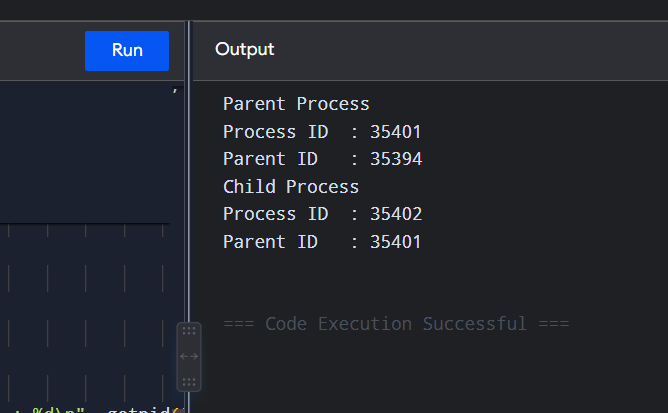 Run
Output
,
Parent Process
Process ID  : 35401
Parent ID   : 35394
Child Process
Process ID  : 35402
Parent ID   : 35401
=== Code Execution Successful ===
: %d\n"